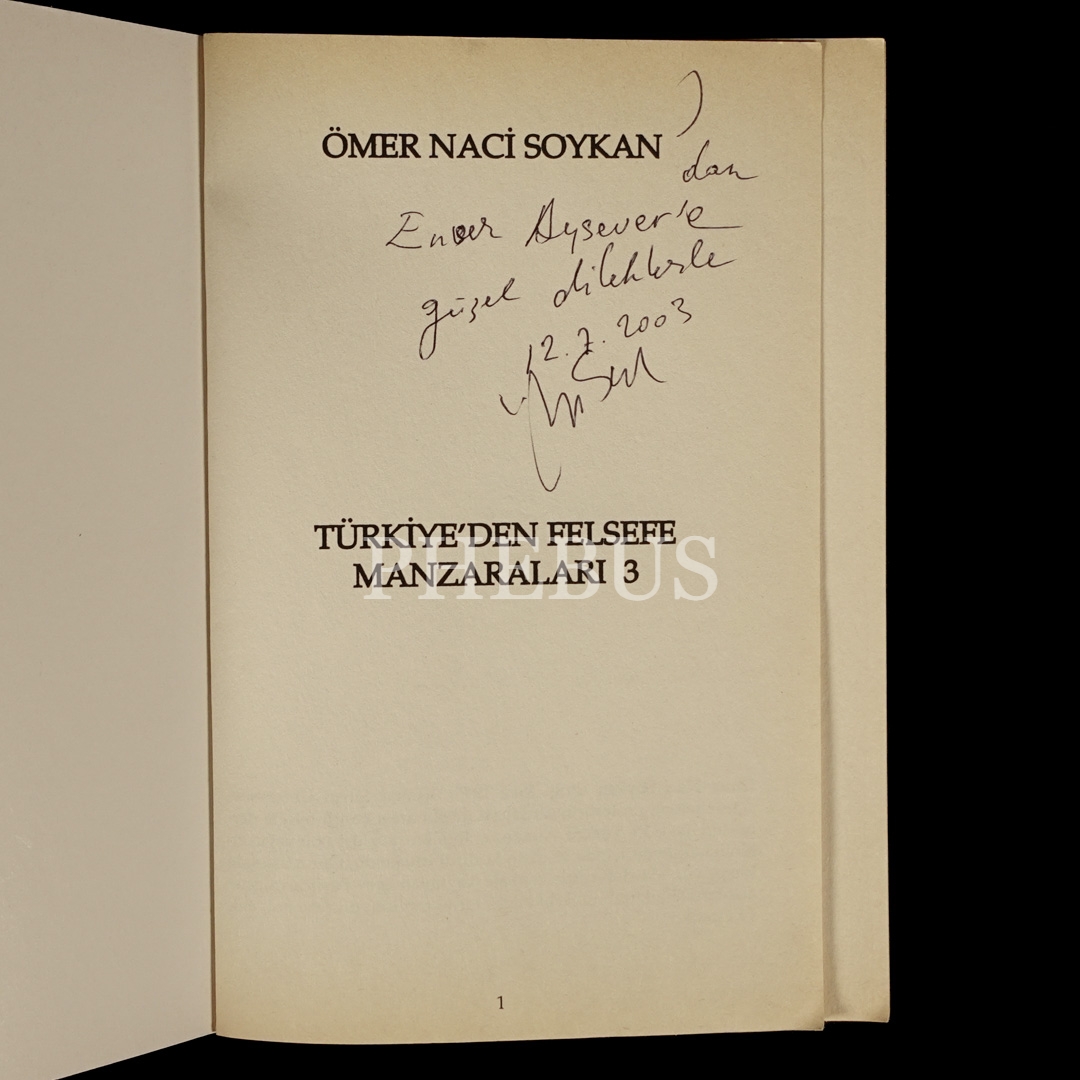 ÖMER NACİ SOYKAN
dan
Enver Aysever'e
güzel dileklerle
12.7.2003
TÜRKİYE'DEN FELSEFE
MANZARALARI 3
PHEBUS
1